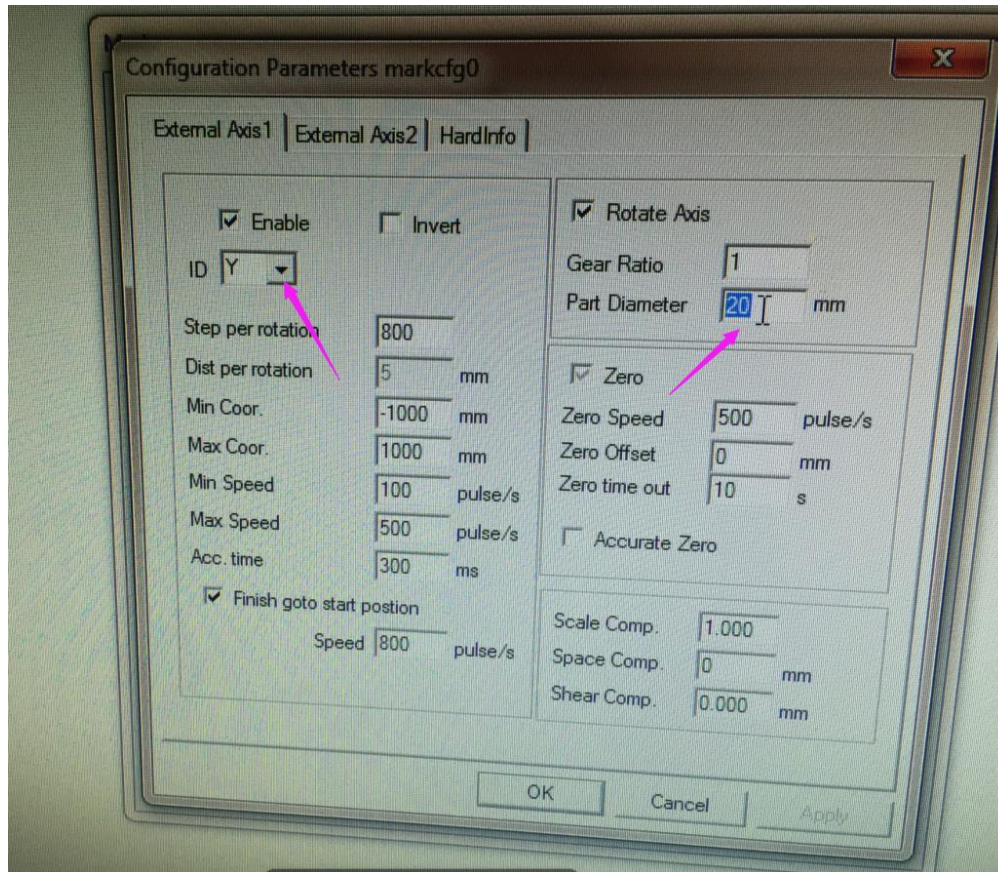 Configuration Parameters markcfg0
External Axis1 External Axis2 HardInfo
Enable Invert
ID Y
Step per rotation 800
Dist per rotation 5 mm
Min Coor. -1000 mm
Max Coor. 1000 mm
Min Speed 100 pulse/s
Max Speed 500 pulse/s
Acc. time 300 ms
Finish goto start postion
Speed 800 pulse/s
Rotate Axis
Gear Ratio 1
Part Diameter 20 mm
Zero
Zero Speed 500 pulse/s
Zero Offset 0 mm
Zero time out 10 s
Accurate Zero
Scale Comp. 1.000
Space Comp. 0 mm
Shear Comp. 0.000 mm
OK Cancel Apply